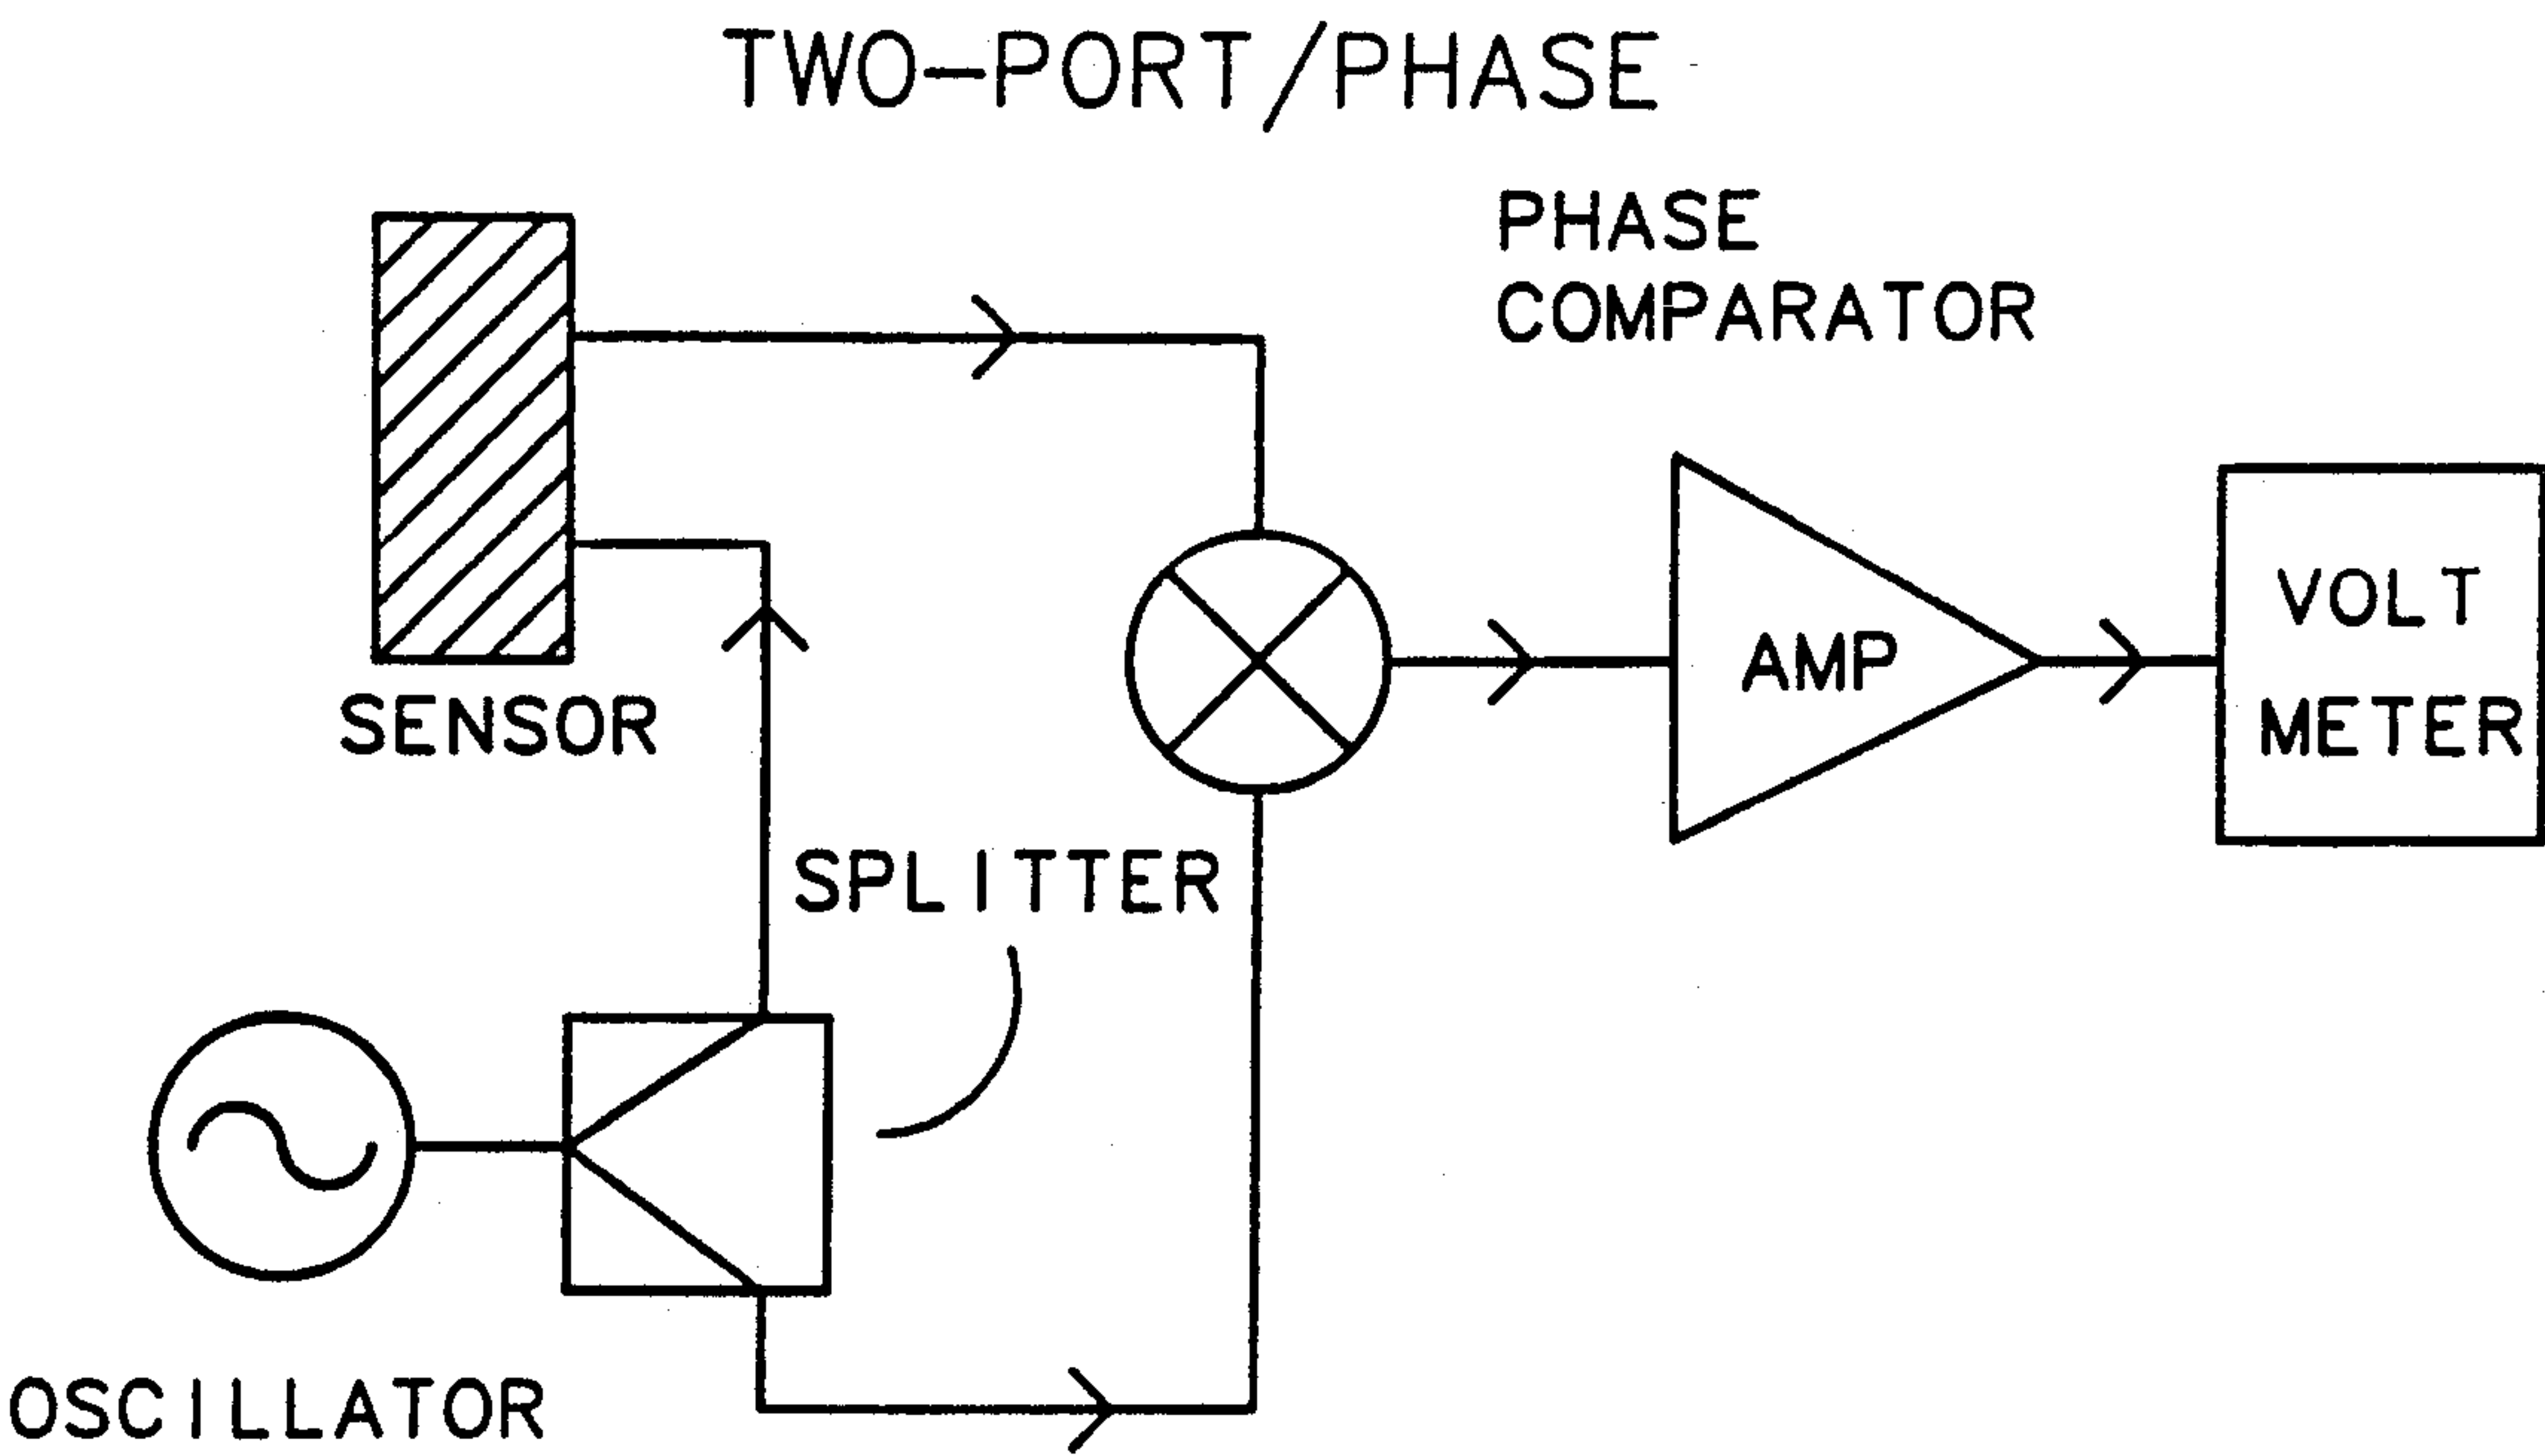 TWO-PORT/PHASE
PHASE
COMPARATOR
SENSOR
AMP
VOLT
METER
SPLITTER
OSCILLATOR